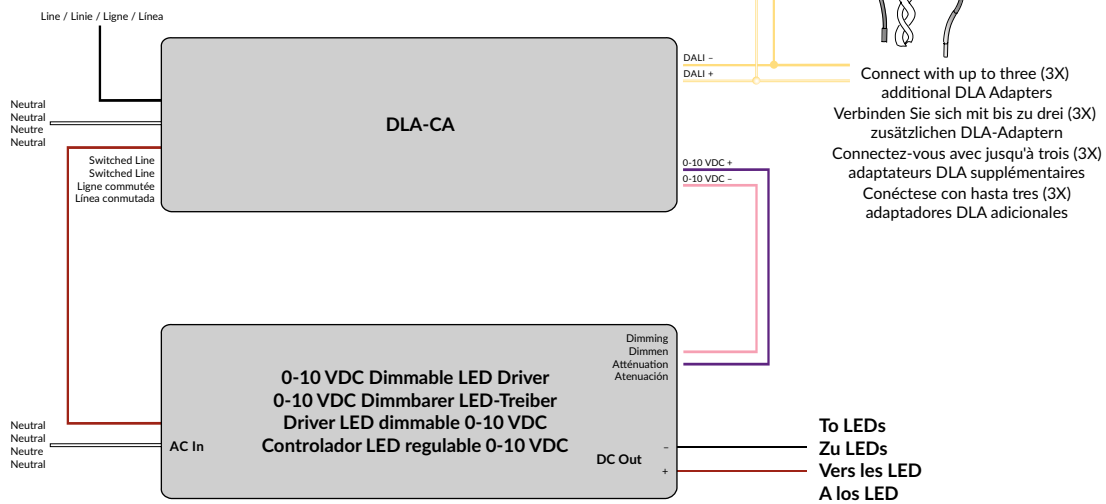 Line / Linie / Ligne / Línea
Neutral
Neutral
Neutre
Neutral
Switched Line
Switched Line
Ligne commutée
Línea conmutada
DLA-CA
DALI –
DALI +
0-10 VDC +
0-10 VDC –
Connect with up to three (3X)
additional DLA Adapters
Verbinden Sie sich mit bis zu drei (3X)
zusätzlichen DLA-Adaptern
Connectez-vous avec jusqu'à trois (3X)
adaptateurs DLA supplémentaires
Conéctese con hasta tres (3X)
adaptadores DLA adicionales
Dimming
Dimmen
Atténuation
Atenuación
0-10 VDC Dimmable LED Driver
0-10 VDC Dimmbarer LED-Treiber
Driver LED dimmable 0-10 VDC
Controlador LED regulable 0-10 VDC
Neutral
Neutral
Neutre
Neutral
AC In
DC Out
–
+
To LEDs
Zu LEDs
Vers les LED
A los LED